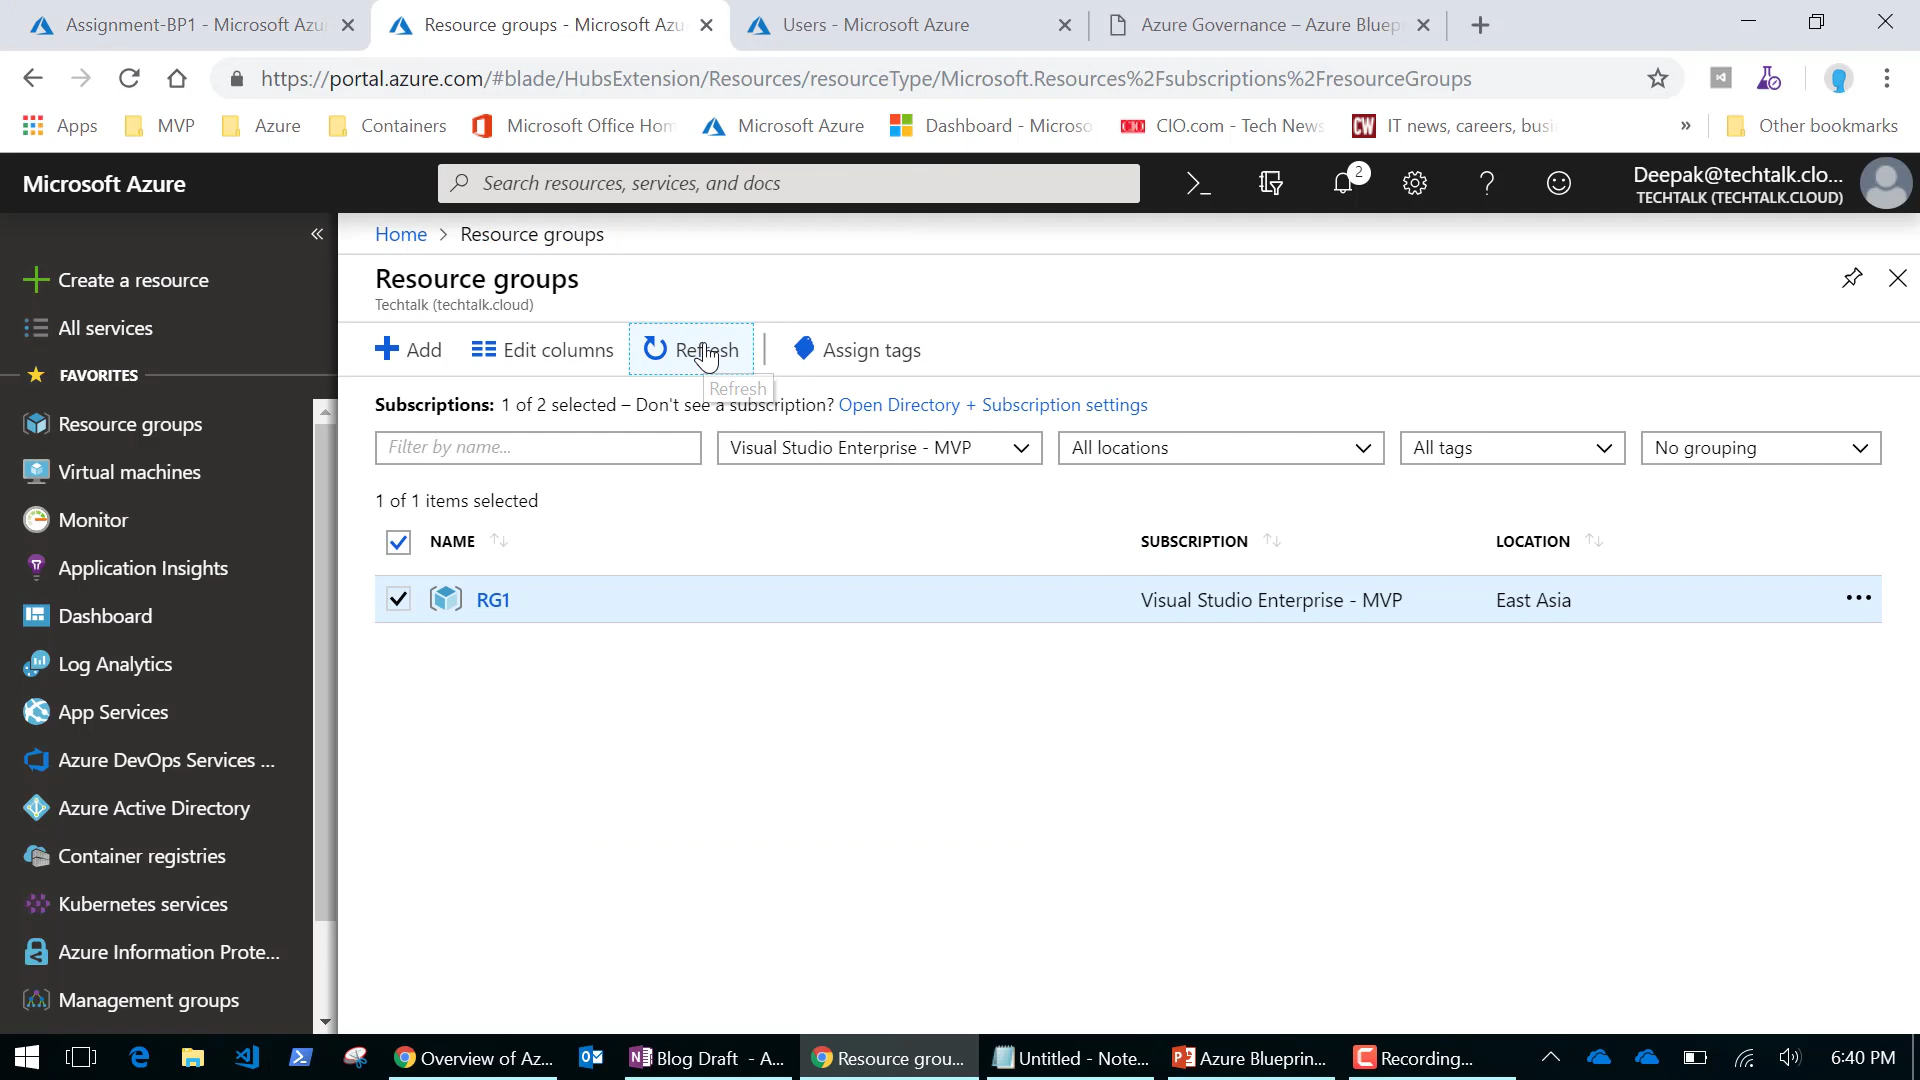 Assignment-BP1 - Microsoft Azu
Resource groups - Microsoft Azu
Users - Microsoft Azure
Azure Governance – Azure Bluep
https://portal.azure.com/#blade/HubsExtension/Resources/resourceType/Microsoft.Resources%2Fsubscriptions%2FresourceGroups
Apps
MVP
Azure
Containers
Microsoft Office Hom
Microsoft Azure
Dashboard - Microso
CIO.com - Tech News
CW
IT news, careers, busi
»
Other bookmarks
Microsoft Azure
Search resources, services, and docs
2
Deepak@techtalk.clo...
TECHTALK (TECHTALK.CLOUD)
Create a resource
All services
FAVORITES
Resource groups
Virtual machines
Monitor
Application Insights
Dashboard
Log Analytics
App Services
Azure DevOps Services ...
Azure Active Directory
Container registries
Kubernetes services
Azure Information Prote...
Management groups
Home > Resource groups
Resource groups
Techtalk (techtalk.cloud)
Add
Edit columns
Refresh
Assign tags
Refresh
Subscriptions: 1 of 2 selected – Don't see a subscription? Open Directory + Subscription settings
Filter by name...
Visual Studio Enterprise - MVP
All locations
All tags
No grouping
1 of 1 items selected
NAME
SUBSCRIPTION
LOCATION
RG1
Visual Studio Enterprise - MVP
East Asia
Overview of Az...
Blog Draft - A...
Resource grou...
Untitled - Note...
Azure Blueprin...
Recording...
6:40 PM